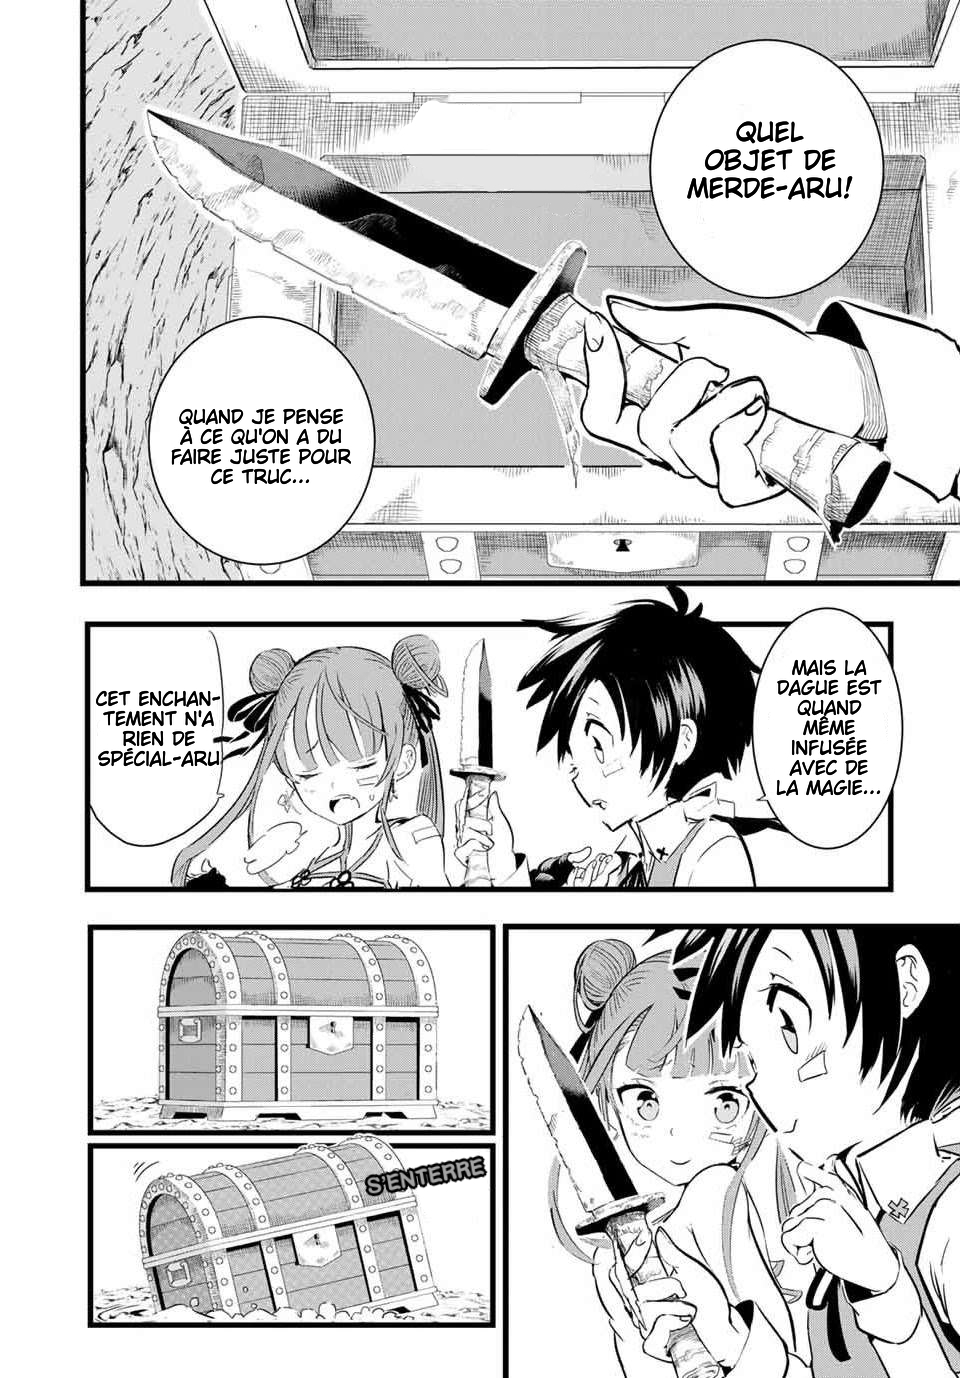 QUEL
OBJET DE
MERDE-ARU!
QUAND JE PENSE
À CE QU'ON A DU
FAIRE JUSTE POUR
CE TRUC...
MAIS LA
DAGUE EST
QUAND
MÊME
INFUSÉE
AVEC DE
LA MAGIE...
CET ENCHAN-
TEMENT N'A
RIEN DE
SPÉCIAL-ARU
S'ENTERRE